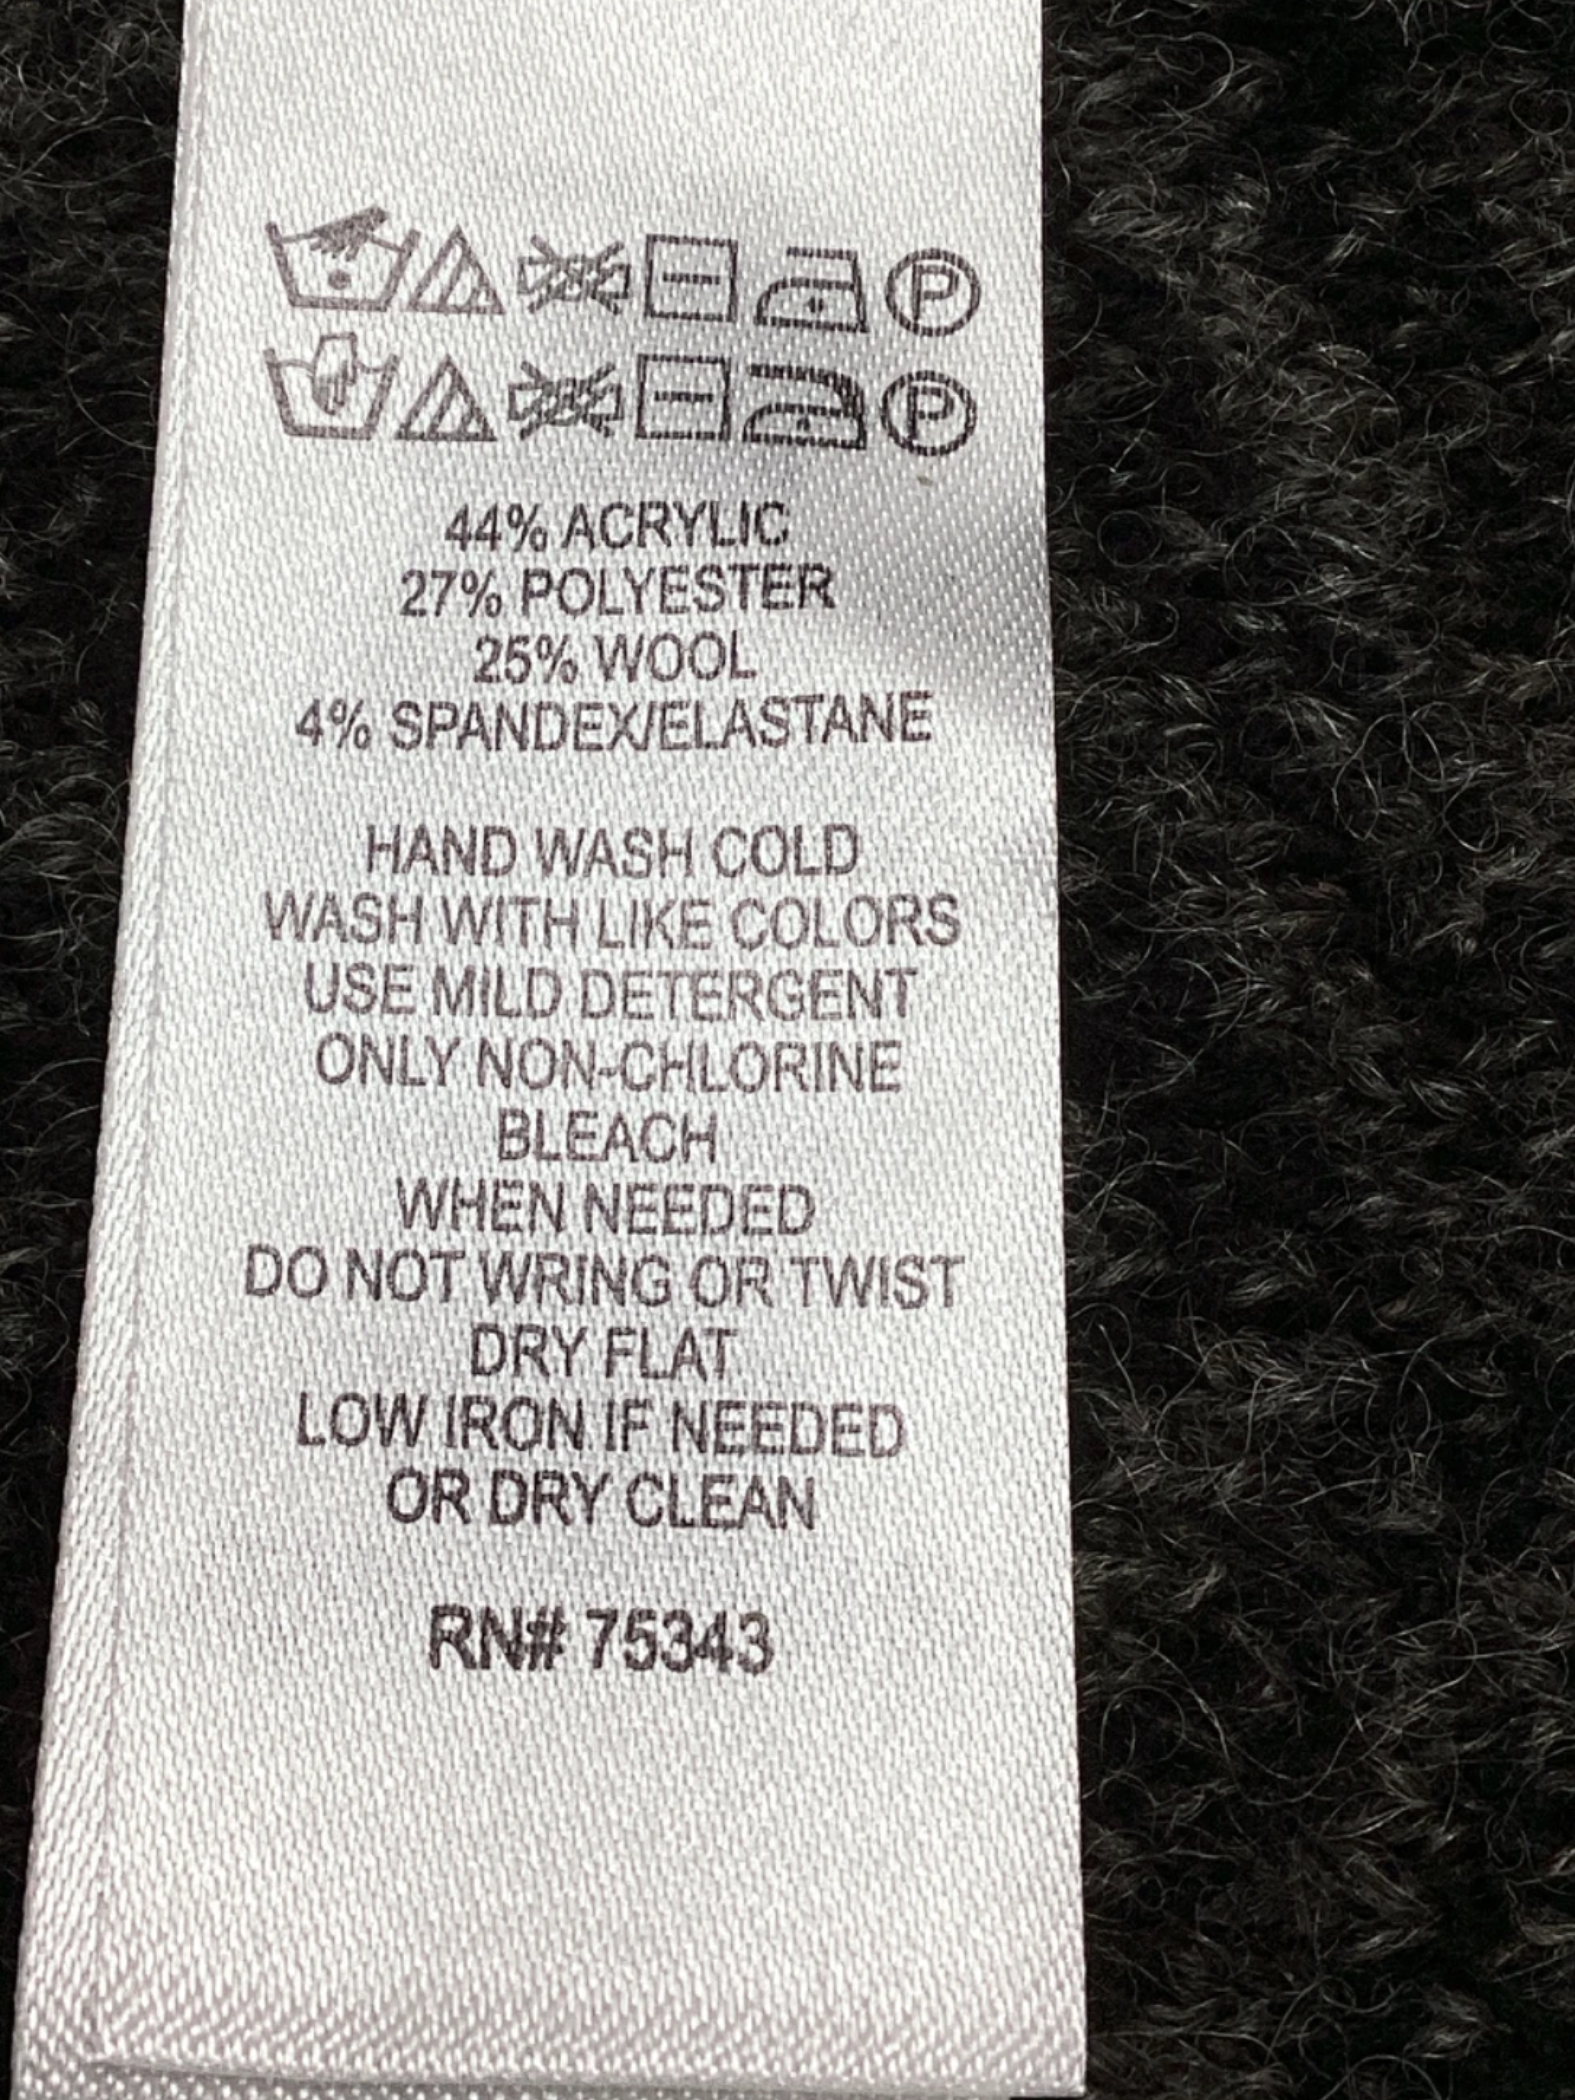 P
P
44% ACRYLIC
27% POLYESTER
25% WOOL
4% SPANDEX/ELASTANE
HAND WASH COLD
WASH WITH LIKE COLORS
USE MILD DETERGENT
ONLY NON-CHLORINE
BLEACH
WHEN NEEDED
DO NOT WRING OR TWIST
DRY FLAT
LOW IRON IF NEEDED
OR DRY CLEAN
RN# 75343